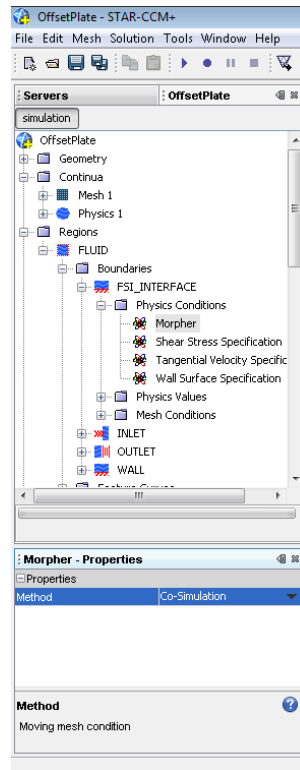 OffsetPlate - STAR-CCM+
File Edit Mesh Solution Tools Window Help
Servers
OffsetPlate
simulation
OffsetPlate
Geometry
Continua
Mesh 1
Physics 1
Regions
FLUID
Boundaries
FSI_INTERFACE
Physics Conditions
Morpher
Shear Stress Specification
Tangential Velocity Specific
Wall Surface Specification
Physics Values
Mesh Conditions
INLET
OUTLET
WALL
Feature Curves
Morpher - Properties
Properties
Method Co-Simulation
Method
Moving mesh condition